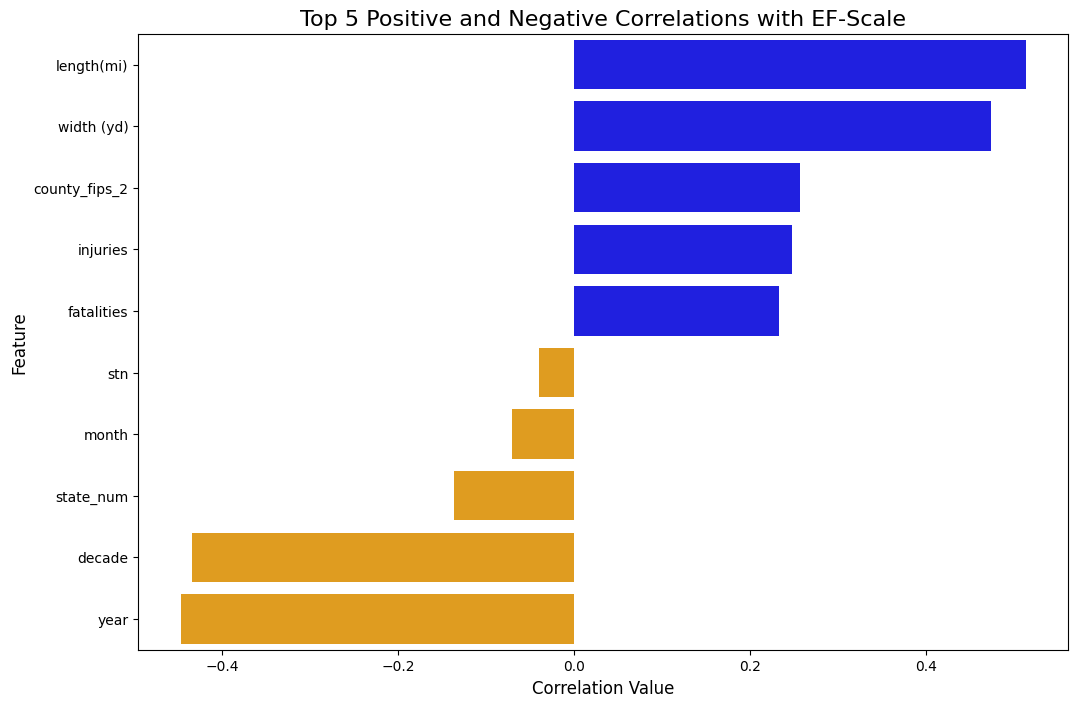 Top 5 Positive and Negative Correlations with EF-Scale
length(mi)
width (yd)
county_fips_2
injuries
fatalities
stn
month
state_num
decade
year
Feature
−0.4 −0.2 0.0 0.2 0.4
Correlation Value